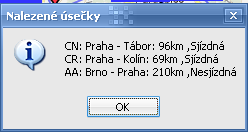 Nalezené úsečky
CN: Praha - Tábor: 96km ,Sjízdná
CR: Praha - Kolín: 69km ,Sjízdná
AA: Brno - Praha: 210km ,Nesjízdná
OK